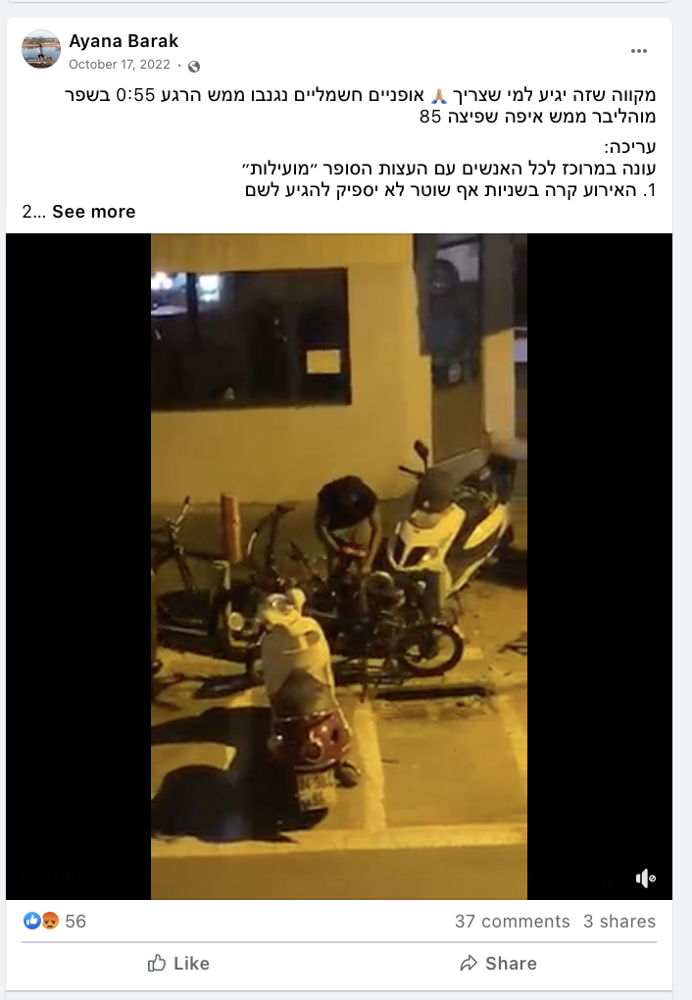 Ayana Barak
October 17, 2022 ·
מקווה שזה יגיע למי שצריך 🙏🏼 אופניים חשמליים נגנבו ממש הרגע 0:55 בשפר
מוהליבר ממש איפה שפיצה 85
עריכה:
עונה במרוכז לכל האנשים עם העצות הסופר ״מועילות״
1. האירוע קרה בשניות אף שוטר לא יספיק להגיע לשם
2... See more
56
37 comments 3 shares
Like
Share